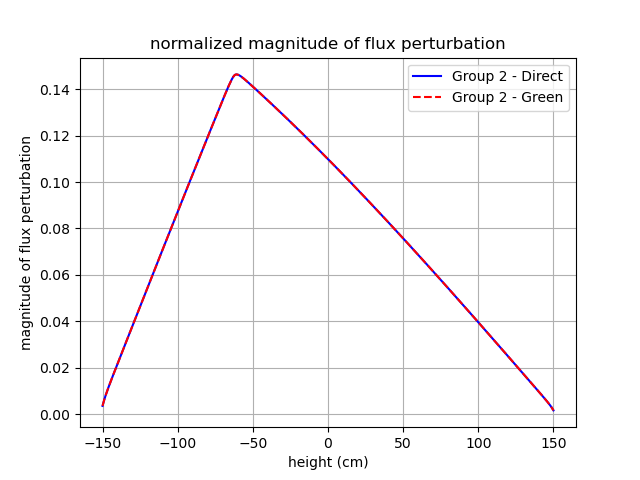 normalized magnitude of flux perturbation
Group 2 - Direct
Group 2 - Green
magnitude of flux perturbation
0.14
0.12
0.10
0.08
0.06
0.04
0.02
0.00
−150 −100 −50 0 50 100 150
height (cm)